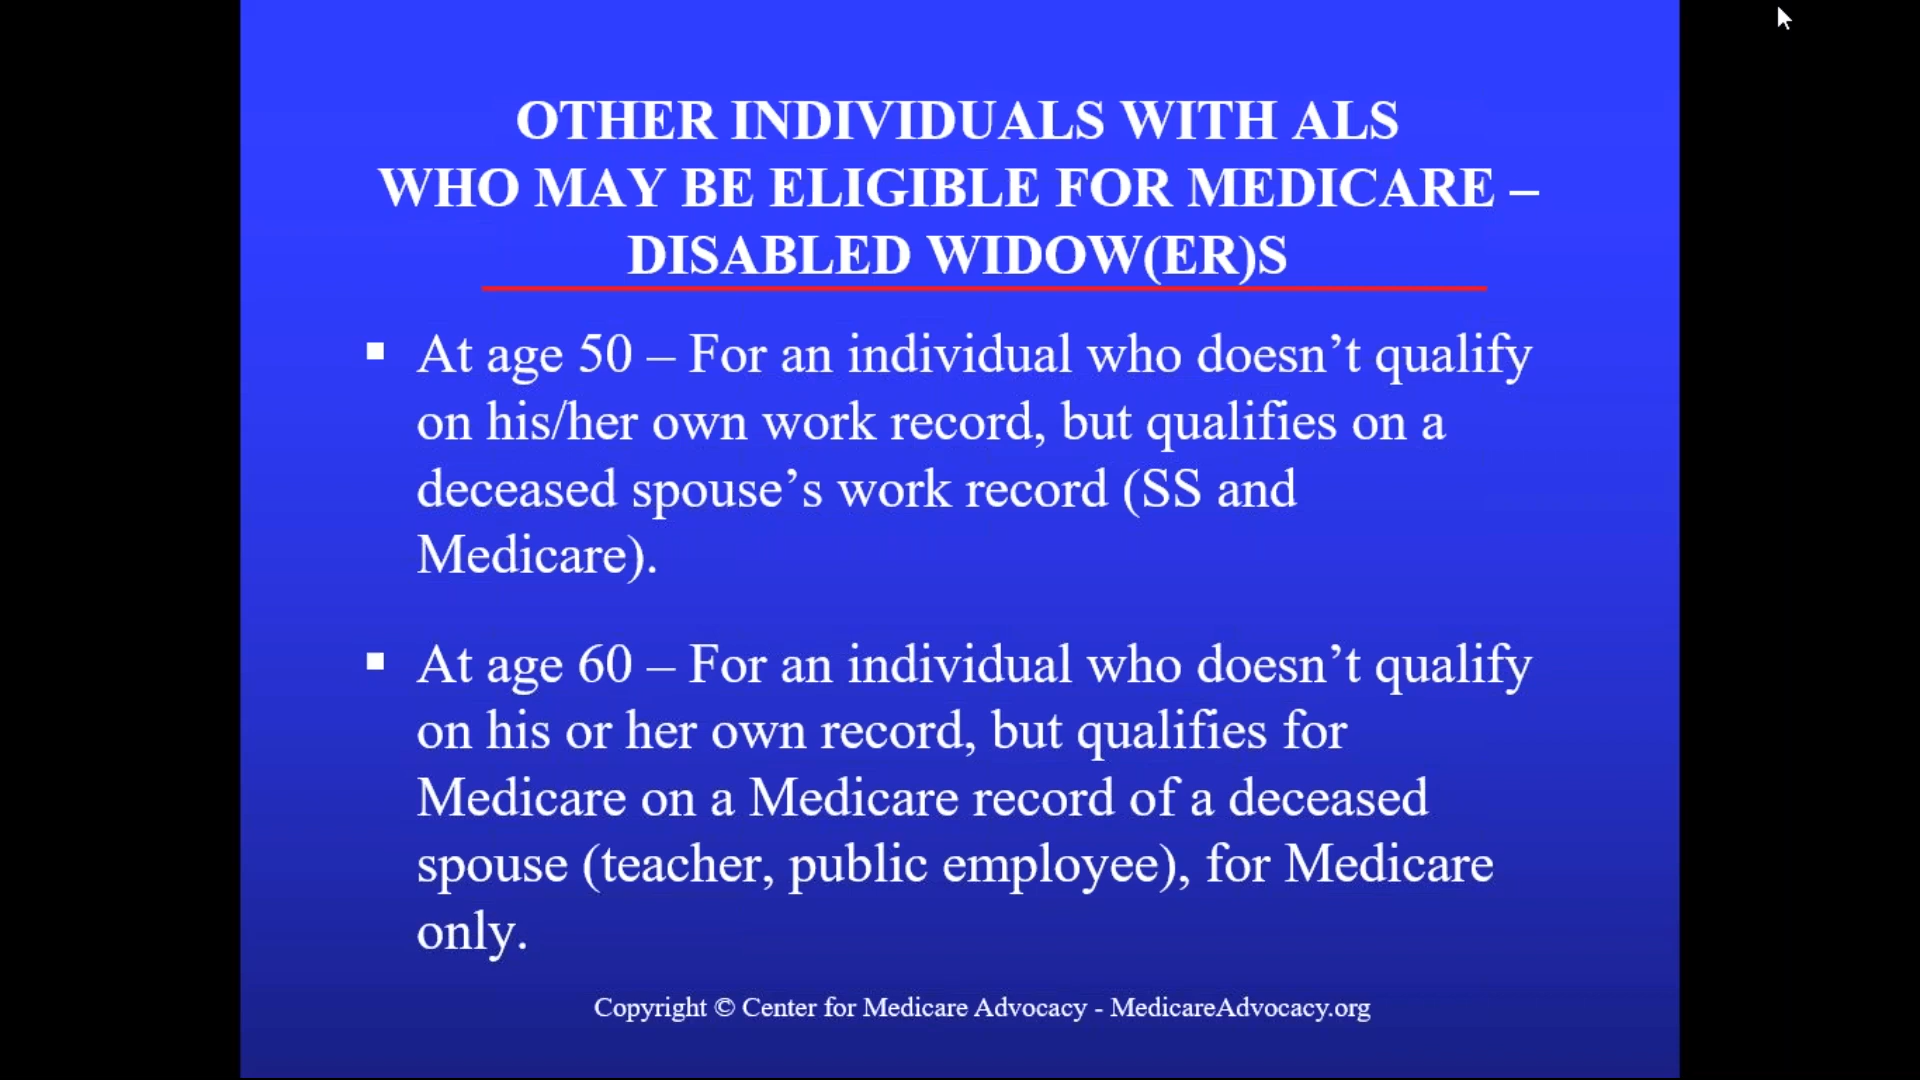 OTHER INDIVIDUALS WITH ALS
WHO MAY BE ELIGIBLE FOR MEDICARE –
DISABLED WIDOW(ER)S
▪ At age 50 – For an individual who doesn’t qualify
on his/her own work record, but qualifies on a
deceased spouse’s work record (SS and
Medicare).
▪ At age 60 – For an individual who doesn’t qualify
on his or her own record, but qualifies for
Medicare on a Medicare record of a deceased
spouse (teacher, public employee), for Medicare
only.
Copyright © Center for Medicare Advocacy - MedicareAdvocacy.org